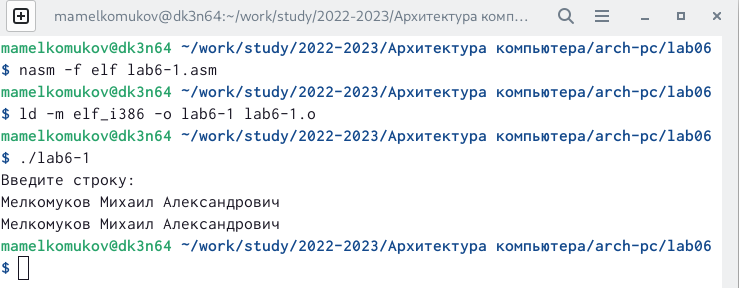 mamelkomukov@dk3n64:~/work/study/2022-2023/Архитектура комп...
mamelkomukov@dk3n64 ~/work/study/2022-2023/Архитектура компьютера/arch-pc/lab06
$ nasm -f elf lab6-1.asm
mamelkomukov@dk3n64 ~/work/study/2022-2023/Архитектура компьютера/arch-pc/lab06
$ ld -m elf_i386 -o lab6-1 lab6-1.o
mamelkomukov@dk3n64 ~/work/study/2022-2023/Архитектура компьютера/arch-pc/lab06
$ ./lab6-1
Введите строку:
Мелкомуков Михаил Александрович
Мелкомуков Михаил Александрович
mamelkomukov@dk3n64 ~/work/study/2022-2023/Архитектура компьютера/arch-pc/lab06
$